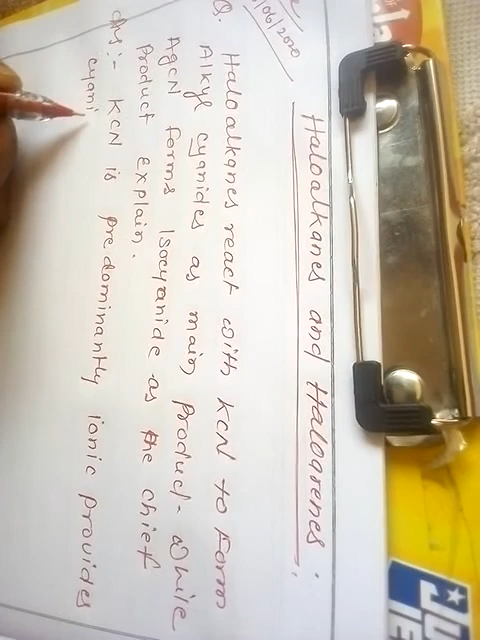 /06/2020
Haloalkanes and Haloarenes:
Q. Haloalkanes react with KCN to form
Alkyl cyanides as main product- while
AgCN forms Isocyanide as the chief
Product explain.
Ans:- KCN is predominantly ionic provides
cyani